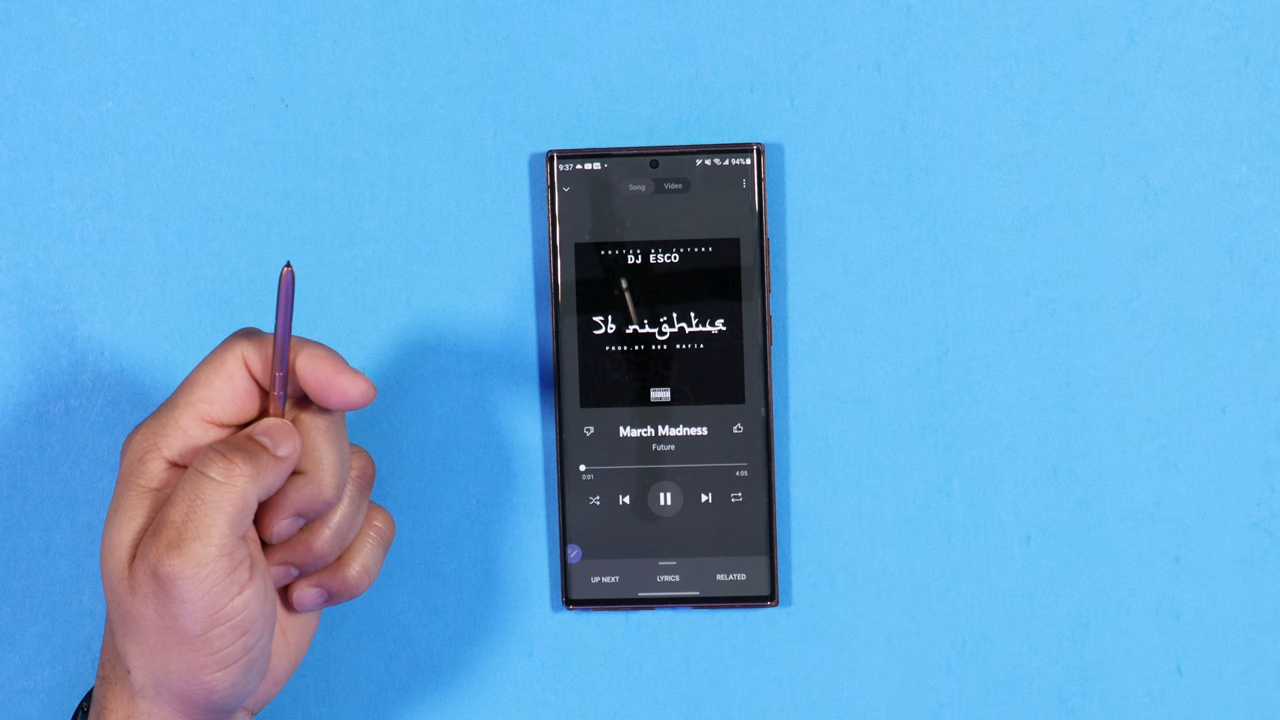 9:37 94%
Song Video
HOSTED BY FUTURE
DJ ESCO
56 nights
PROD.BY 808 MAFIA
March Madness
Future
0:01 4:05
UP NEXT LYRICS RELATED